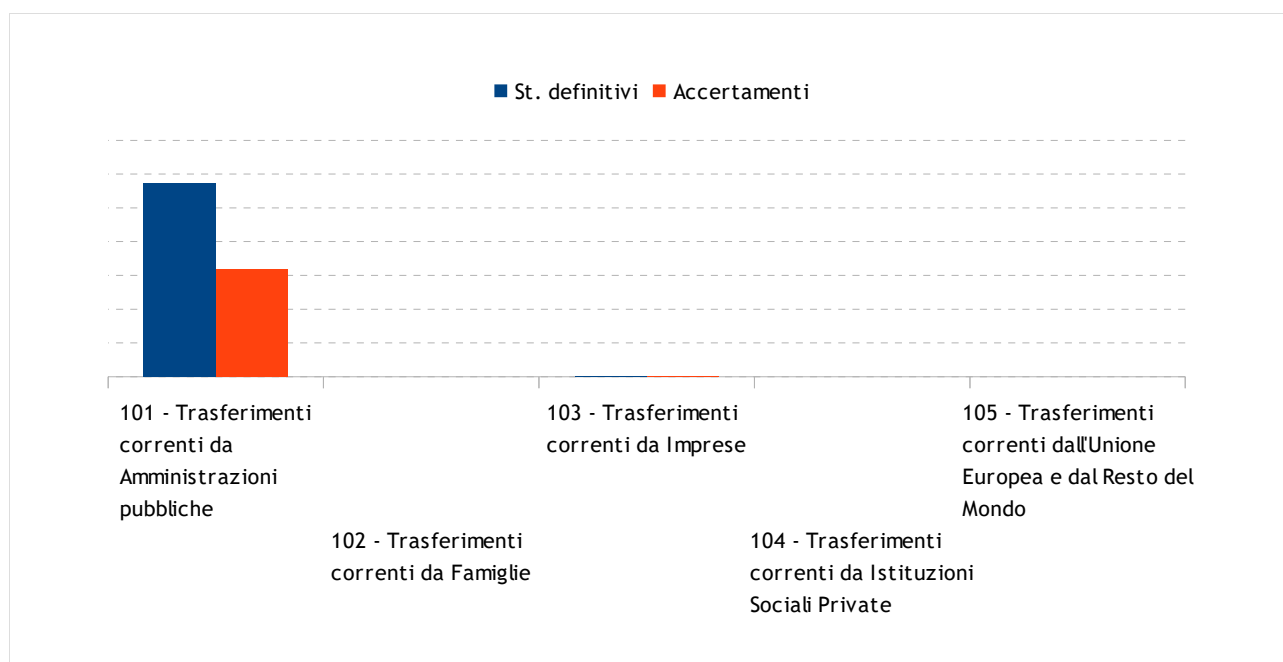 St. definitivi Accertamenti
101 - Trasferimenti
correnti da
Amministrazioni
pubbliche
102 - Trasferimenti
correnti da Famiglie
103 - Trasferimenti
correnti da Imprese
104 - Trasferimenti
correnti da Istituzioni
Sociali Private
105 - Trasferimenti
correnti dall'Unione
Europea e dal Resto del
Mondo